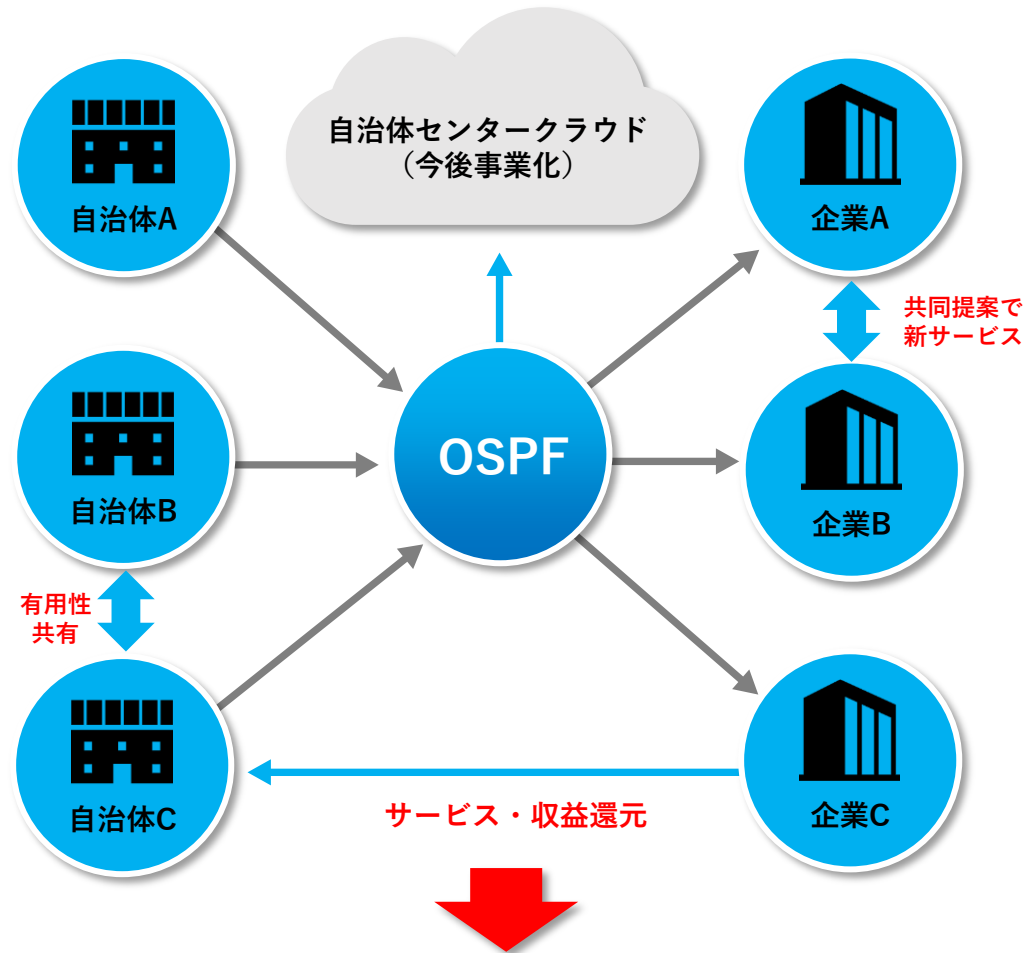 自治体センタークラウド
（今後事業化）
自治体A
企業A
共同提案で
新サービス
OSPF
自治体B
企業B
有用性
共有
自治体C
企業C
サービス・収益還元